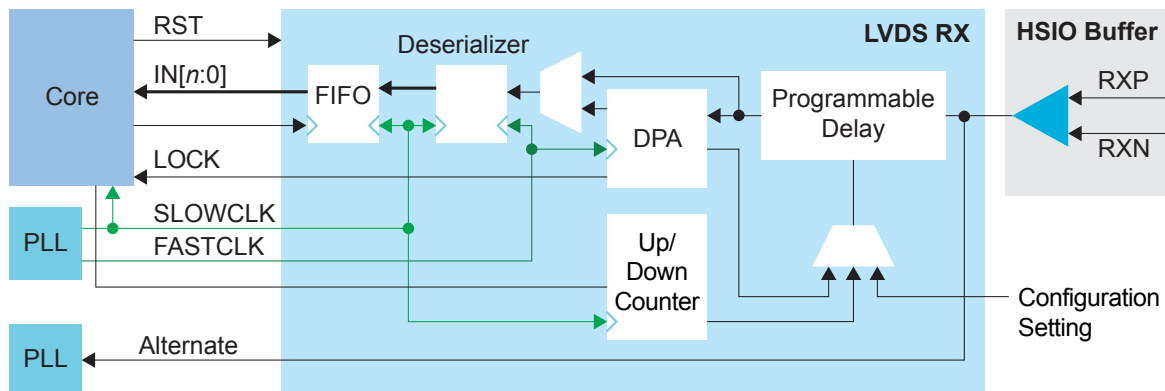 RST
LVDS RX
HSIO Buffer
Deserializer
IN[n:0]
Core
FIFO
Programmable
Delay
RXP
DPA
RXN
LOCK
SLOWCLK
PLL
FASTCLK
Up/
Down
Counter
Configuration
Setting
Alternate
PLL